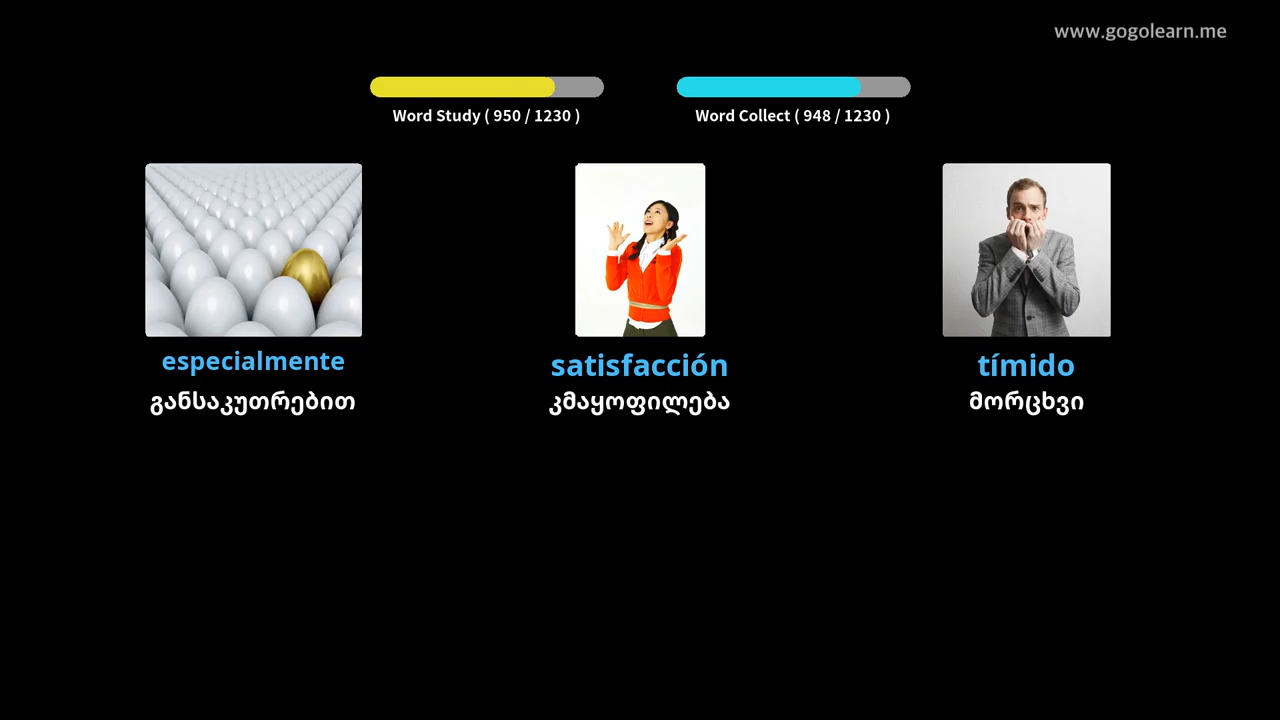 www.gogolearn.me
Word Study ( 950 / 1230 )
Word Collect ( 948 / 1230 )
especialmente
განსაკუთრებით
satisfacción
კმაყოფილება
tímido
მორცხვი